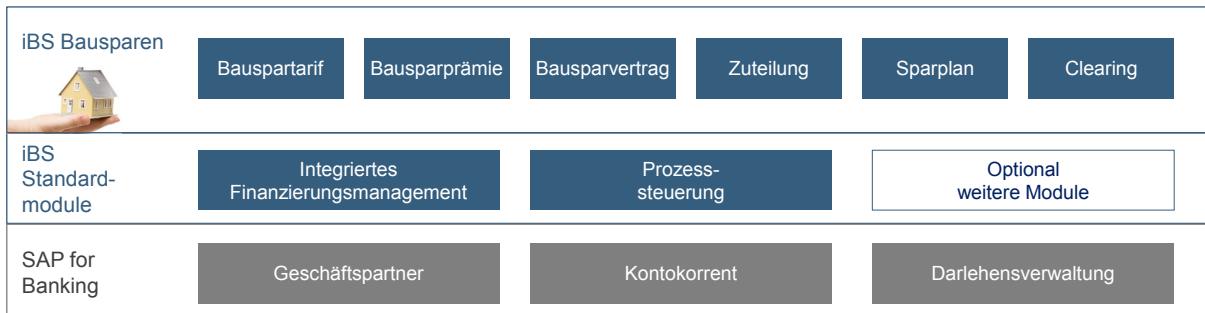 iBS Bausparen
Bauspartarif
Bausparprämie
Bausparvertrag
Zuteilung
Sparplan
Clearing
iBS
Standard-
module
Integriertes
Finanzierungsmanagement
Prozess-
steuerung
Optional
weitere Module
SAP for
Banking
Geschäftspartner
Kontokorrent
Darlehensverwaltung